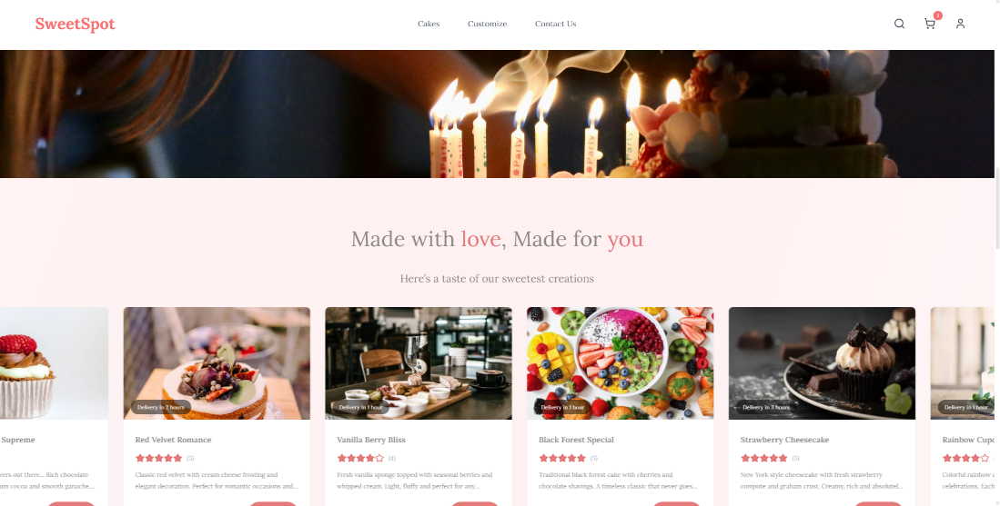 SweetSpot
Cakes
Customize
Contact Us
1
Party
Party
Party
Party
Made with love, Made for you
Here's a taste of our sweetest creations
Supreme
vers out there... Rich chocolate
um cocoa and smooth ganache....
Delivery in 2 hours
Red Velvet Romance
(5)
Classic red velvet with cream cheese frosting and
elegant decoration. Perfect for romantic occasions and...
Delivery in 1 hour
Vanilla Berry Bliss
(4)
Fresh vanilla sponge topped with seasonal berries and
whipped cream. Light, fluffy and perfect for any...
Delivery in 1 hour
Black Forest Special
(5)
Traditional black forest cake with cherries and
chocolate shavings. A timeless classic that never goes...
Delivery in 3 hours
Strawberry Cheesecake
(5)
New York style cheesecake with fresh strawberry
compote and graham crust. Creamy, rich and absolutel...
Delivery in 1 hour
Rainbow Cupc
Colorful rainbow c
celebrations. Each